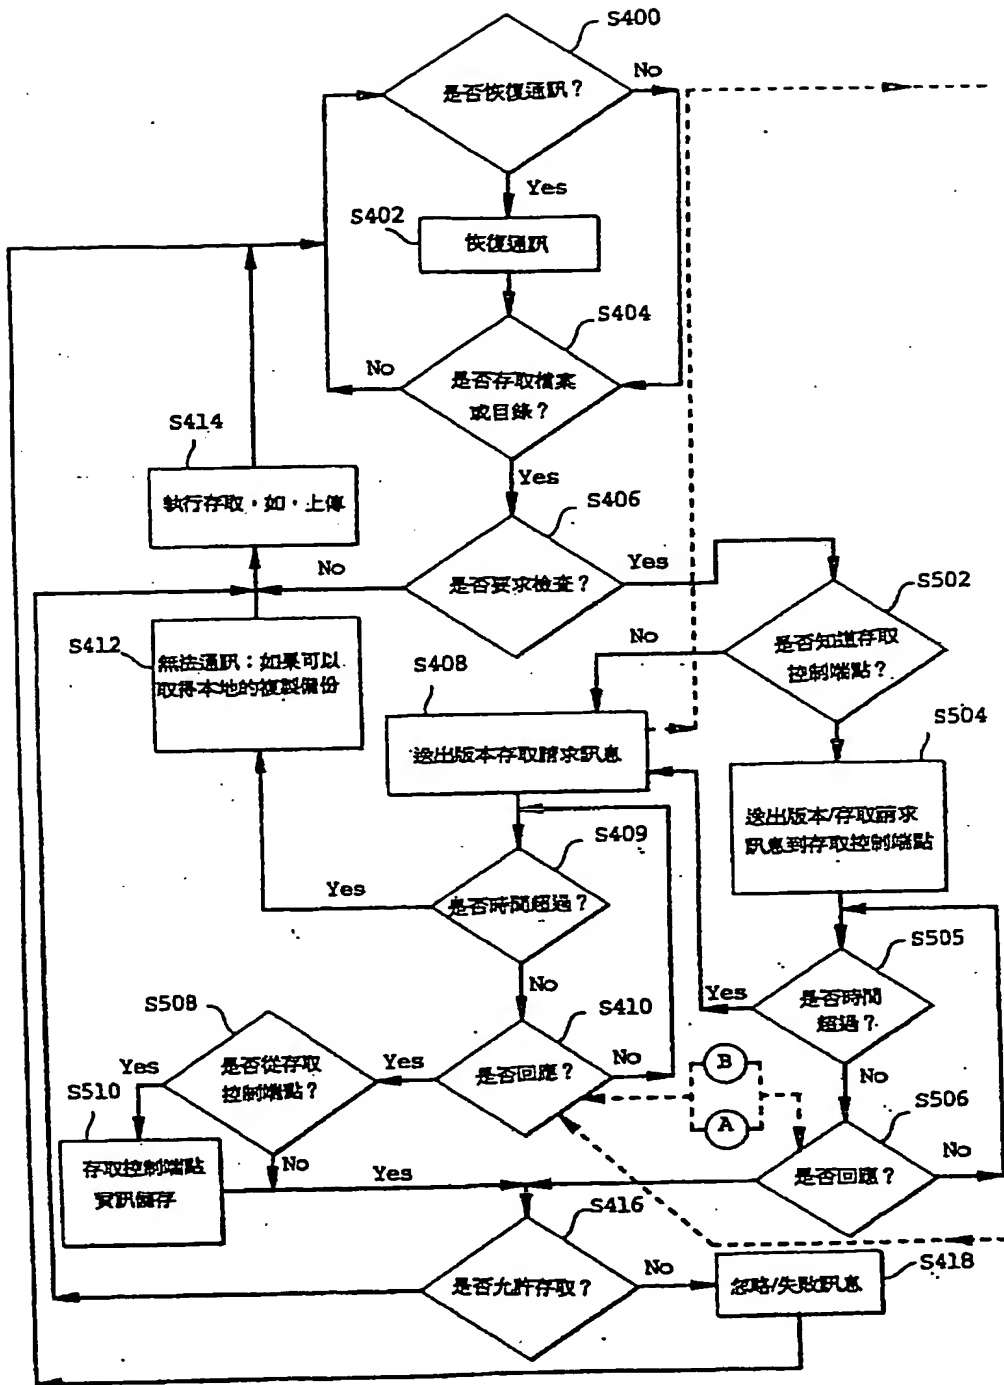 S400
是否恢復通訊？
No
Yes
S402
恢復通訊
S404
No
是否存取檔案
或目錄？
S414
Yes
執行存取，如，上傳
S406
No
是否要求檢查？
Yes
S502
是否知道存取
控制端點？
No
S412
無法通訊：如果可以
取得本地的複製備份
S408
送出版本存取請求訊息
S504
送出版本/存取請求
訊息到存取控制端點
S409
Yes
是否時間超過？
S505
Yes
是否時間
超過？
No
S508
S410
No
B
Yes
是否從存取
控制端點？
Yes
是否回應？
No
A
S506
S510
存取控制端點
資訊儲存
No
Yes
是否回應？
No
S416
No
S418
是否允許存取？
忽略/失敗訊息